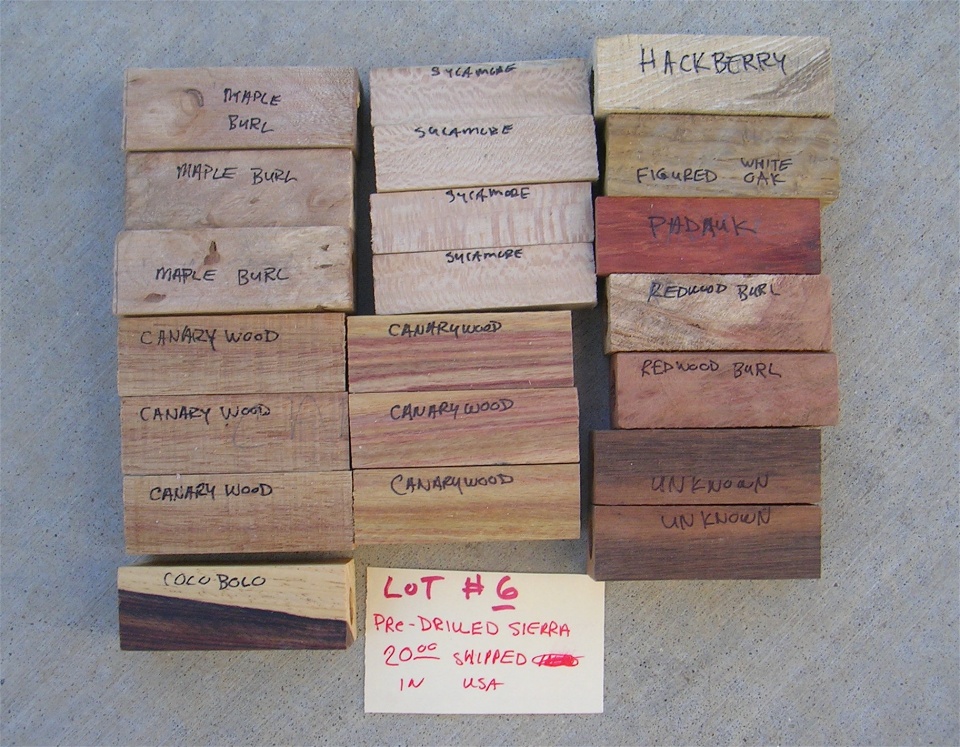 MAPLE
BURL
MAPLE BURL
MAPLE BURL
CANARY WOOD
CANARY WOOD
CANARY WOOD
COCOBOLO
SYCAMORE
SYCAMORE
SYCAMORE
SYCAMORE
CANARYWOOD
CANARYWOOD
CANARYWOOD
HACKBERRY
FIGURED WHITE
OAK
PADAUK
REDWOOD BURL
REDWOOD BURL
UNKNOWN
UNKNOWN
LOT #6
PRe-DRILLED SIERRA
20.00 SHIPPED
IN USA